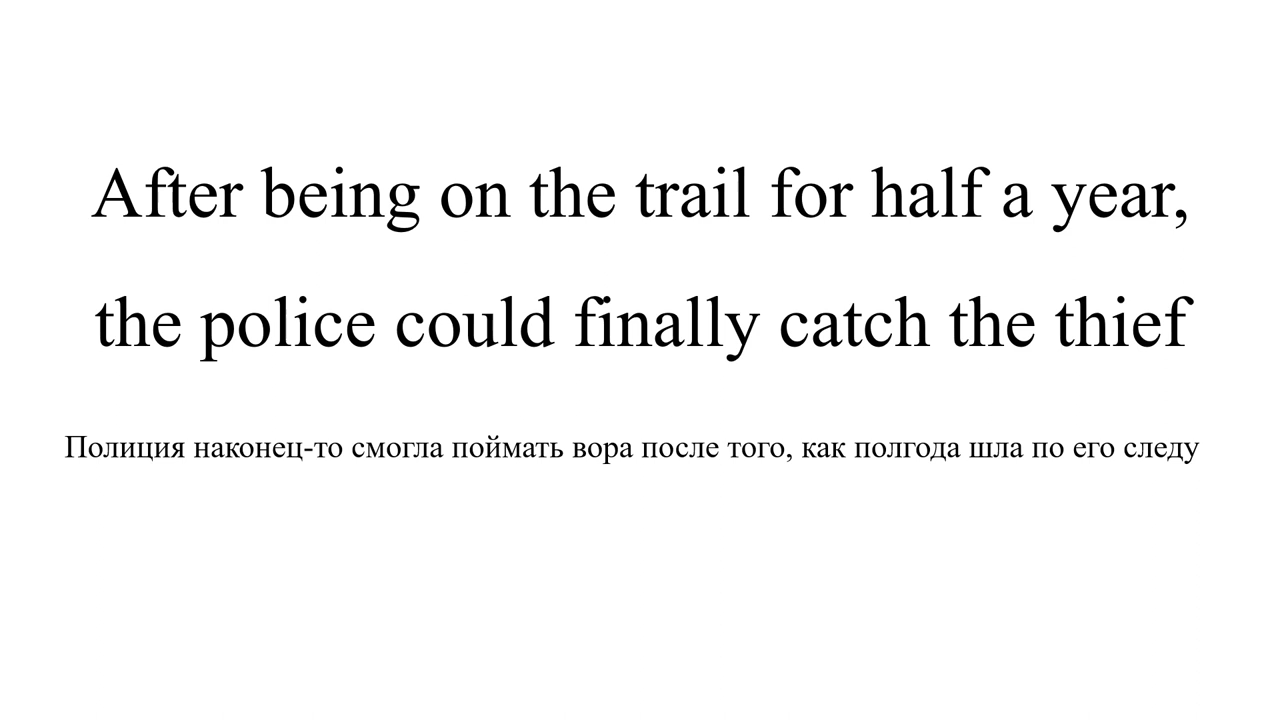 After being on the trail for half a year,
the police could finally catch the thief
Полиция наконец-то смогла поймать вора после того, как полгода шла по его следу